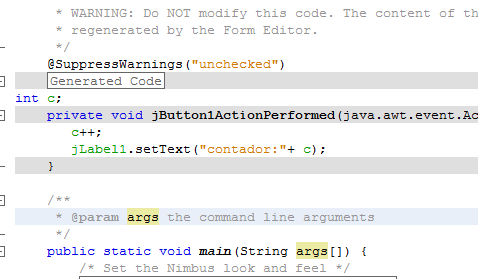 * WARNING: Do NOT modify this code. The content of th
* regenerated by the Form Editor.
*/
@SuppressWarnings("unchecked")
Generated Code
int c;
private void jButton1ActionPerformed(java.awt.event.Ac
c++;
jLabel1.setText("contador:"+ c);
}
/**
* @param args the command line arguments
*/
public static void main(String args[]) {
/* Set the Nimbus look and feel */